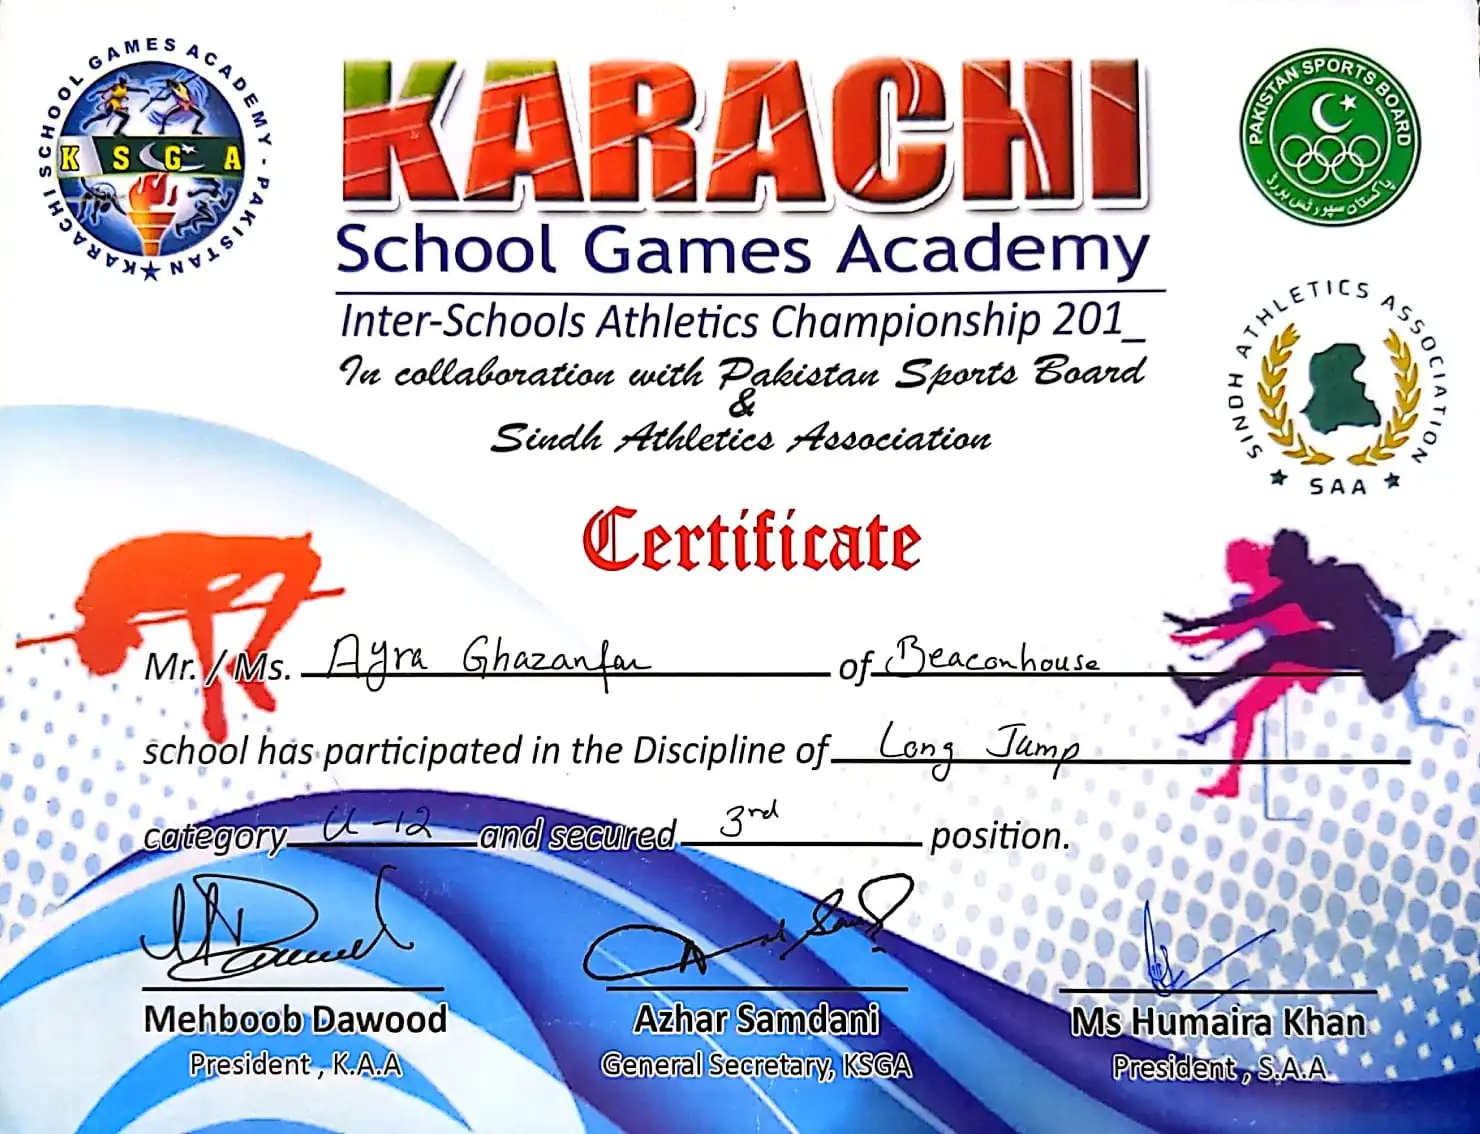 KARACHI SCHOOL GAMES ACADEMY - PAKISTAN
KSGA
KARACHI
School Games Academy
Inter-Schools Athletics Championship 201_
In collaboration with Pakistan Sports Board
&
Sindh Athletics Association
PAKISTAN SPORTS BOARD
پاکستان سپورٹس بورڈ
SINDH ATHLETICS ASSOCIATION
SAA
Certificate
Mr. / Ms. Ayra Ghazanfar of Beaconhouse
school has participated in the Discipline of Long Jump
category U-12 and secured 3rd position.
Mehboob Dawood
President , K.A.A
Azhar Samdani
General Secretary, KSGA
Ms Humaira Khan
President , S.A.A